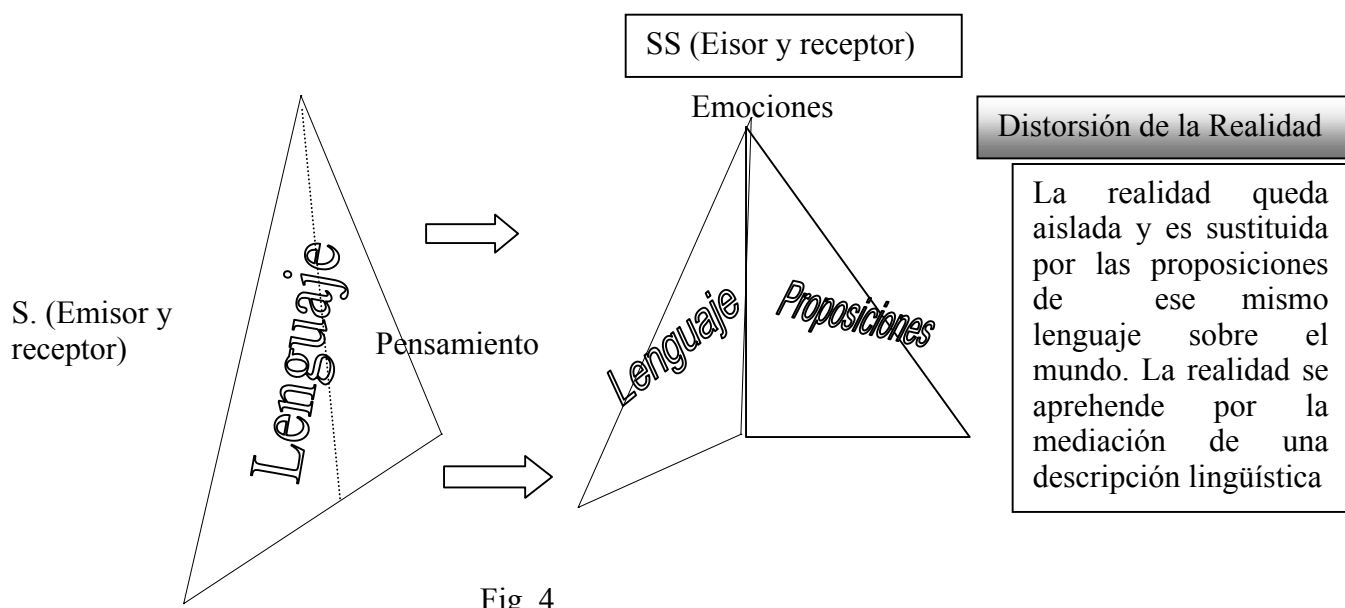 SS (Eisor y receptor)
Emociones
Distorsión de la Realidad
La realidad queda
aislada y es sustituida
por las proposiciones
de ese mismo
lenguaje sobre el
mundo. La realidad se
aprehende por la
mediación de una
descripción lingüística
S. (Emisor y
receptor)
Lenguaje
Pensamiento
Lenguaje
Proposiciones
Fig 4